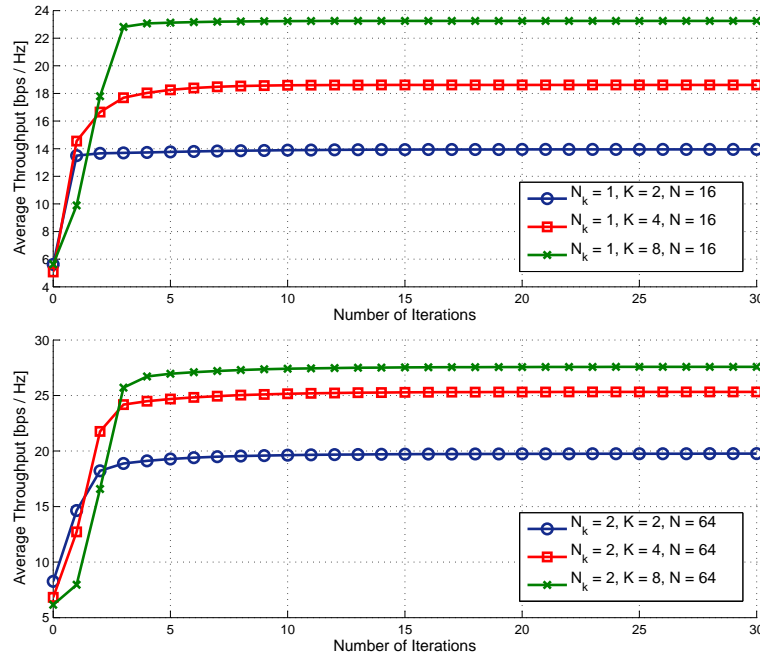 24
22
20
18
16
14
12
10
8
6
4
Average Throughput [bps / Hz]
N_k = 1, K = 2, N = 16
N_k = 1, K = 4, N = 16
N_k = 1, K = 8, N = 16
0 5 10 15 20 25 30
Number of Iterations
30
25
20
15
10
5
Average Throughput [bps / Hz]
N_k = 2, K = 2, N = 64
N_k = 2, K = 4, N = 64
N_k = 2, K = 8, N = 64
0 5 10 15 20 25 30
Number of Iterations